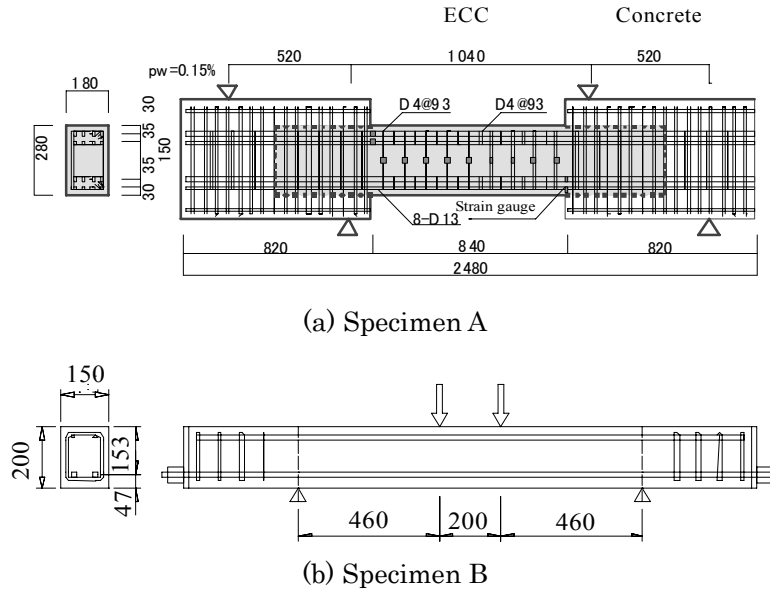 ECC Concrete
pw=0.15% 520 1040 520
180
D4@93 D4@93
30
35
280 150
35
30
8-D13 Strain gauge
820 840 820
2480
(a) Specimen A
150
200 153
47
460 200 460
(b) Specimen B